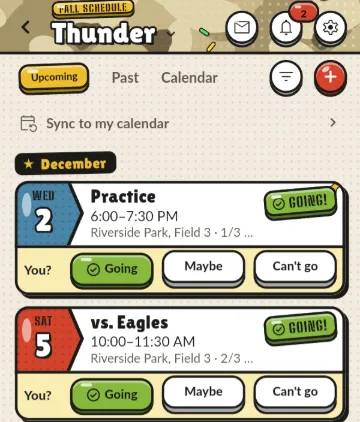 FALL SCHEDULE
Thunder
2
Upcoming
Past
Calendar
Sync to my calendar
★ December
WED
2
Practice
6:00–7:30 PM
Riverside Park, Field 3 · 1/3 ...
GOING!
You?
Going
Maybe
Can't go
SAT
5
vs. Eagles
10:00–11:30 AM
Riverside Park, Field 3 · 2/3 ...
GOING!
You?
Going
Maybe
Can't go